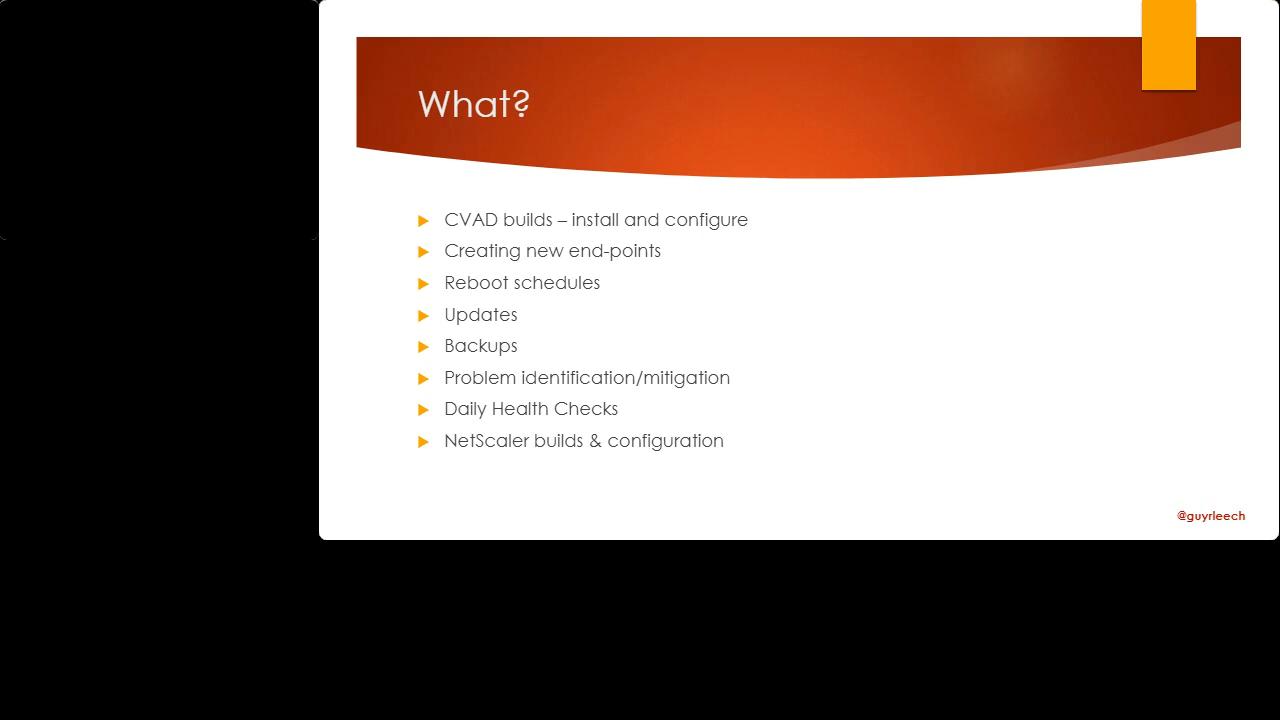 What?
CVAD builds – install and configure
Creating new end-points
Reboot schedules
Updates
Backups
Problem identification/mitigation
Daily Health Checks
NetScaler builds & configuration
@guyrleech